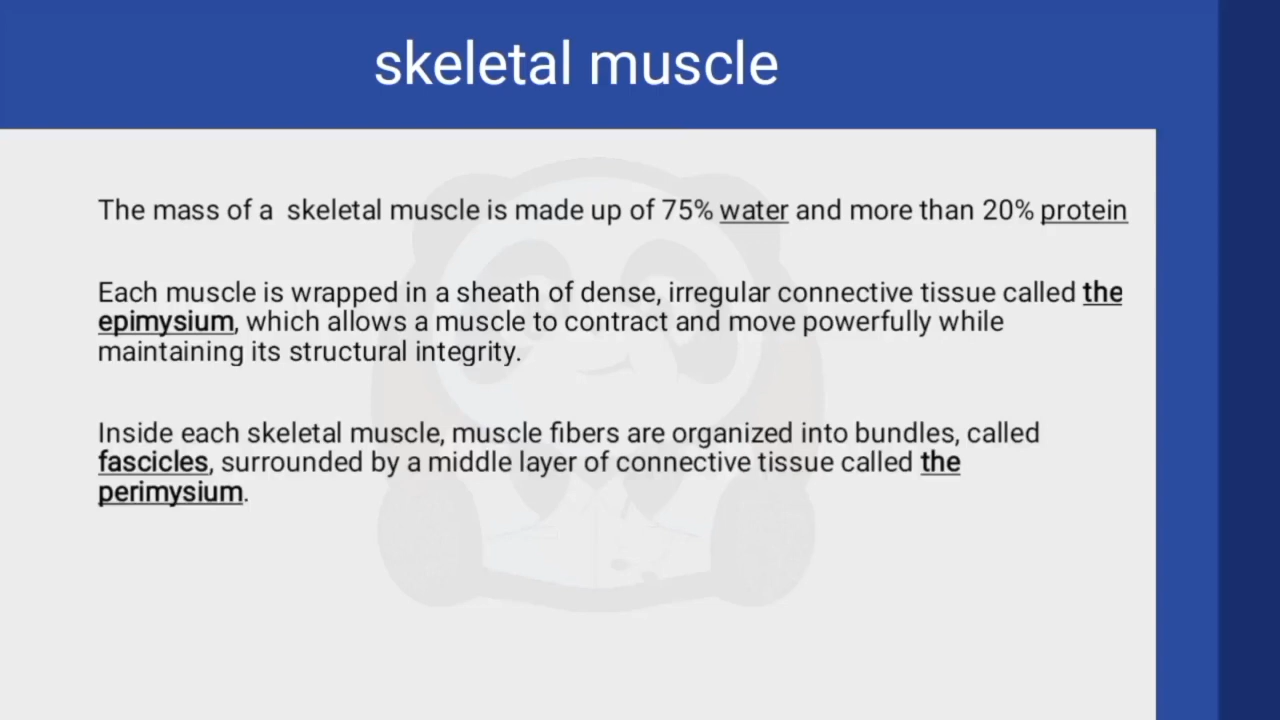 skeletal muscle
The mass of a  skeletal muscle is made up of 75% water and more than 20% protein
Each muscle is wrapped in a sheath of dense, irregular connective tissue called the
epimysium, which allows a muscle to contract and move powerfully while
maintaining its structural integrity.
Inside each skeletal muscle, muscle fibers are organized into bundles, called
fascicles, surrounded by a middle layer of connective tissue called the
perimysium.